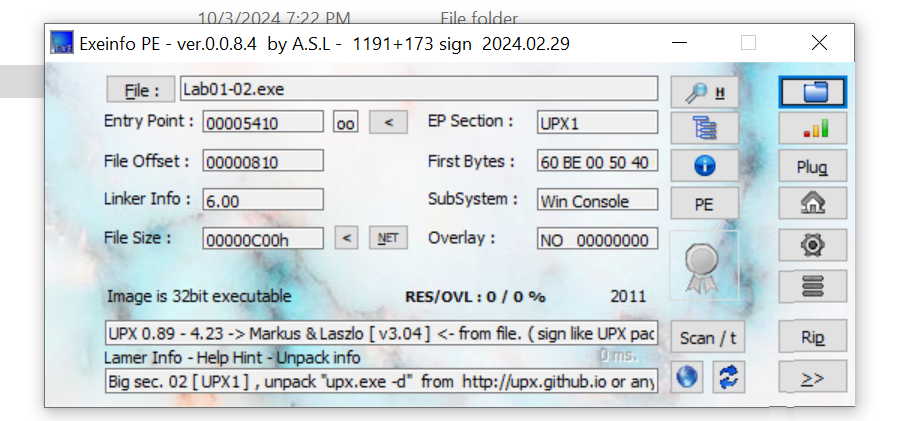 10/3/2024 7:22 PM File folder
Exeinfo PE - ver.0.0.8.4 by A.S.L - 1191+173 sign 2024.02.29
File : Lab01-02.exe H
Entry Point : 00005410 oo < EP Section : UPX1
File Offset : 00000810 First Bytes : 60 BE 00 50 40 Plug
Linker Info : 6.00 SubSystem : Win Console PE
File Size : 00000C00h < NET Overlay : NO 00000000
Image is 32bit executable RES/OVL : 0 / 0 % 2011
UPX 0.89 - 4.23 -> Markus & Laszlo [ v3.04 ] <- from file. ( sign like UPX pac Scan / t Rip
Lamer Info - Help Hint - Unpack info 0 ms.
Big sec. 02 [ UPX1 ] , unpack "upx.exe -d" from http://upx.github.io or any >>